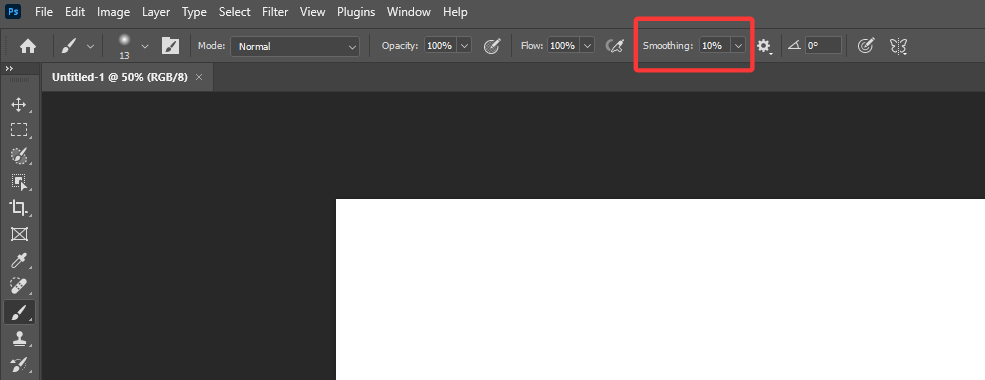 Ps File Edit Image Layer Type Select Filter View Plugins Window Help
13 Mode: Normal Opacity: 100% Flow: 100% Smoothing: 10% 0°
Untitled-1 @ 50% (RGB/8) ×